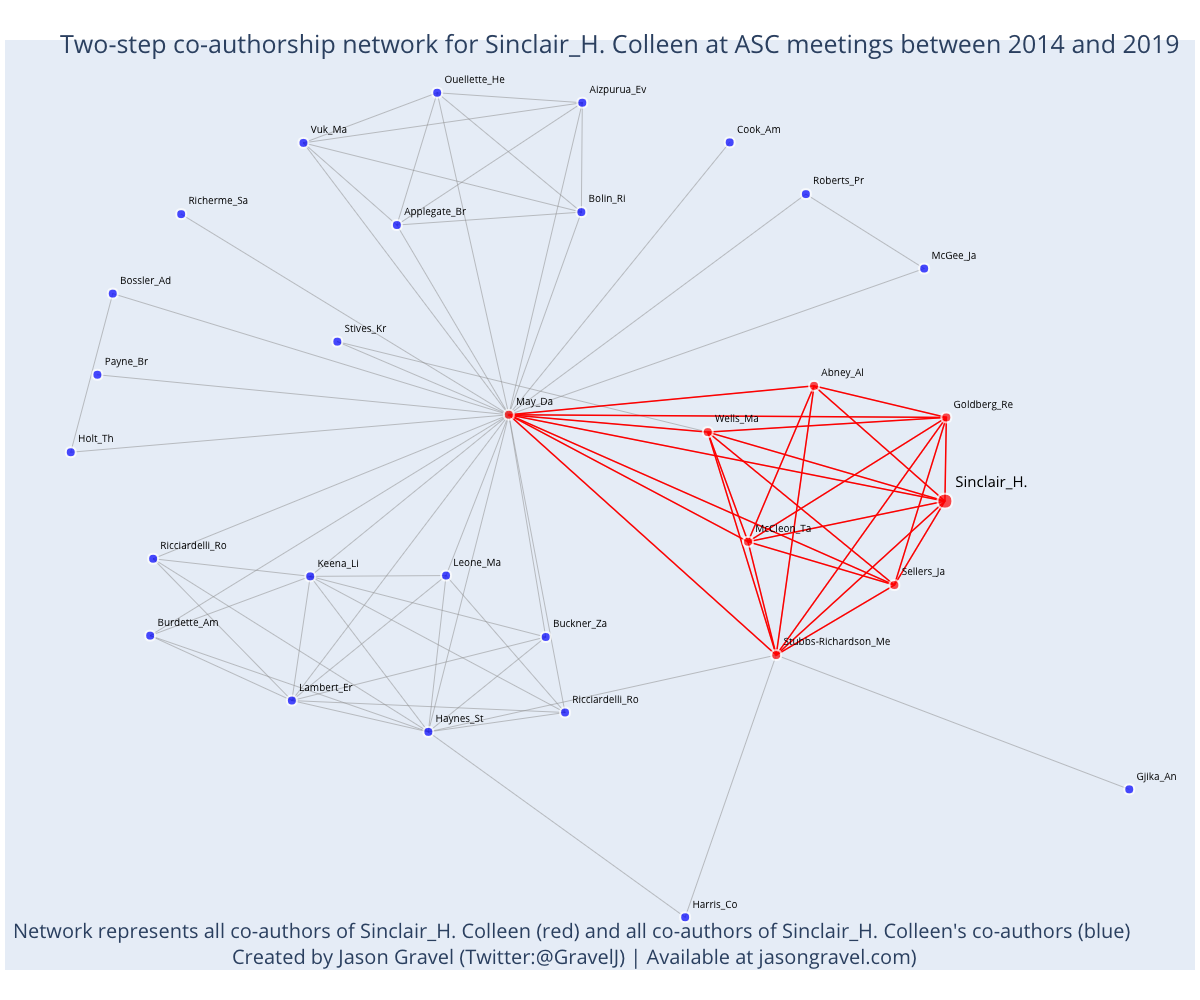 Two-step co-authorship network for Sinclair_H. Colleen at ASC meetings between 2014 and 2019
Ouellette_He
Aizpurua_Ev
Vuk_Ma
Cook_Am
Roberts_Pr
Richerme_Sa
Bolin_Ri
Applegate_Br
McGee_Ja
Bossler_Ad
Stives_Kr
Payne_Br
Abney_Al
May_Da
Goldberg_Re
Wells_Ma
Holt_Th
Sinclair_H.
McCleon_Ta
Ricciardelli_Ro
Keena_Li
Leone_Ma
Sellers_Ja
Burdette_Am
Buckner_Za
Stubbs-Richardson_Me
Lambert_Er
Ricciardelli_Ro
Haynes_St
Gjika_An
Harris_Co
Network represents all co-authors of Sinclair_H. Colleen (red) and all co-authors of Sinclair_H. Colleen's co-authors (blue)
Created by Jason Gravel (Twitter:@GravelJ) | Available at jasongravel.com)